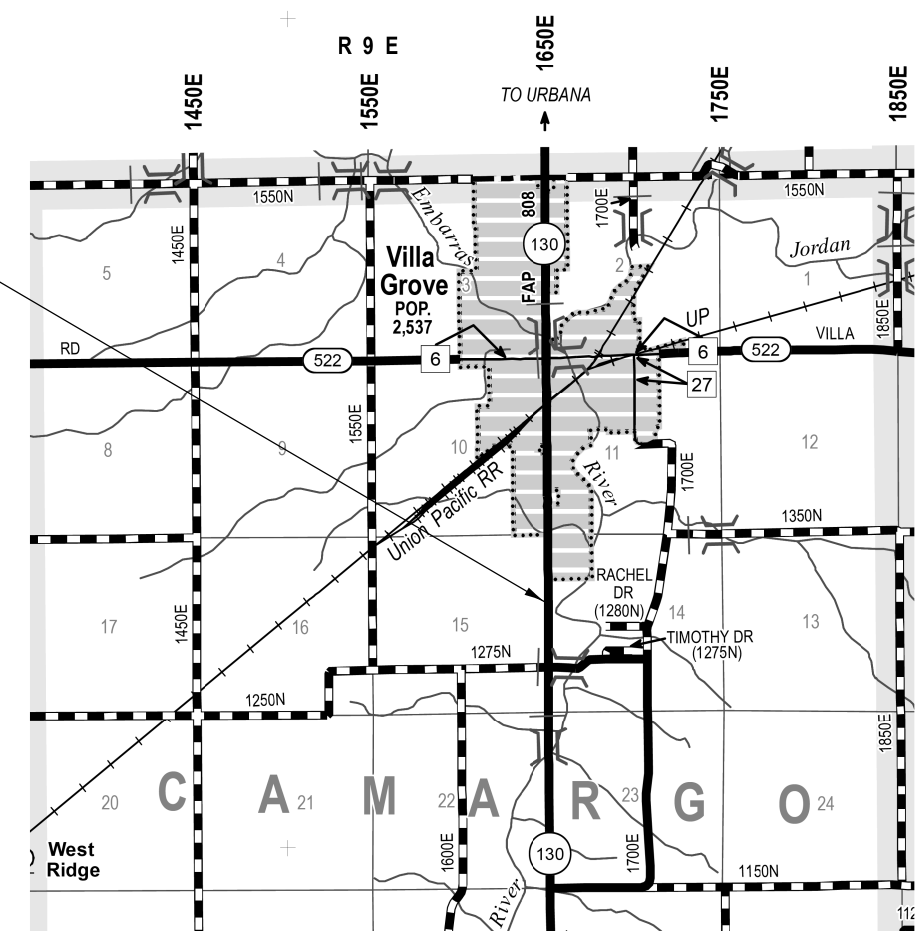 R 9 E
1450E
1550E
1650E
1750E
1850E
TO URBANA
1550N
1550N
1450E
Embarras
808
1700E
130
Jordan
5
4
3
2
1
Villa
Grove
POP.
2,537
FAP
UP
1850E
RD
522
6
6
522
VILLA
27
1550E
8
9
10
11
12
River
1700E
Union Pacific RR
1350N
RACHEL
DR
(1280N)
17
1450E
16
15
14
13
TIMOTHY DR
(1275N)
1275N
1250N
1850E
CAMARGO
20
21
22
23
24
West
Ridge
1600E
130
1700E
1150N
River
112